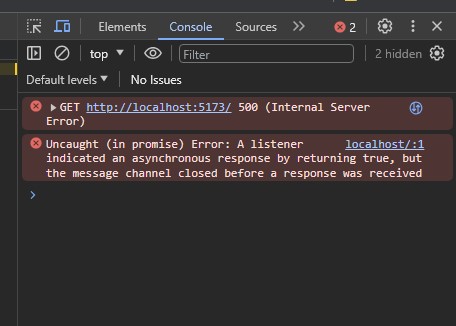 Elements Console Sources 2
top Filter 2 hidden
Default levels No Issues
GET http://localhost:5173/ 500 (Internal Server
Error)
Uncaught (in promise) Error: A listener localhost/:1
indicated an asynchronous response by returning true, but
the message channel closed before a response was received